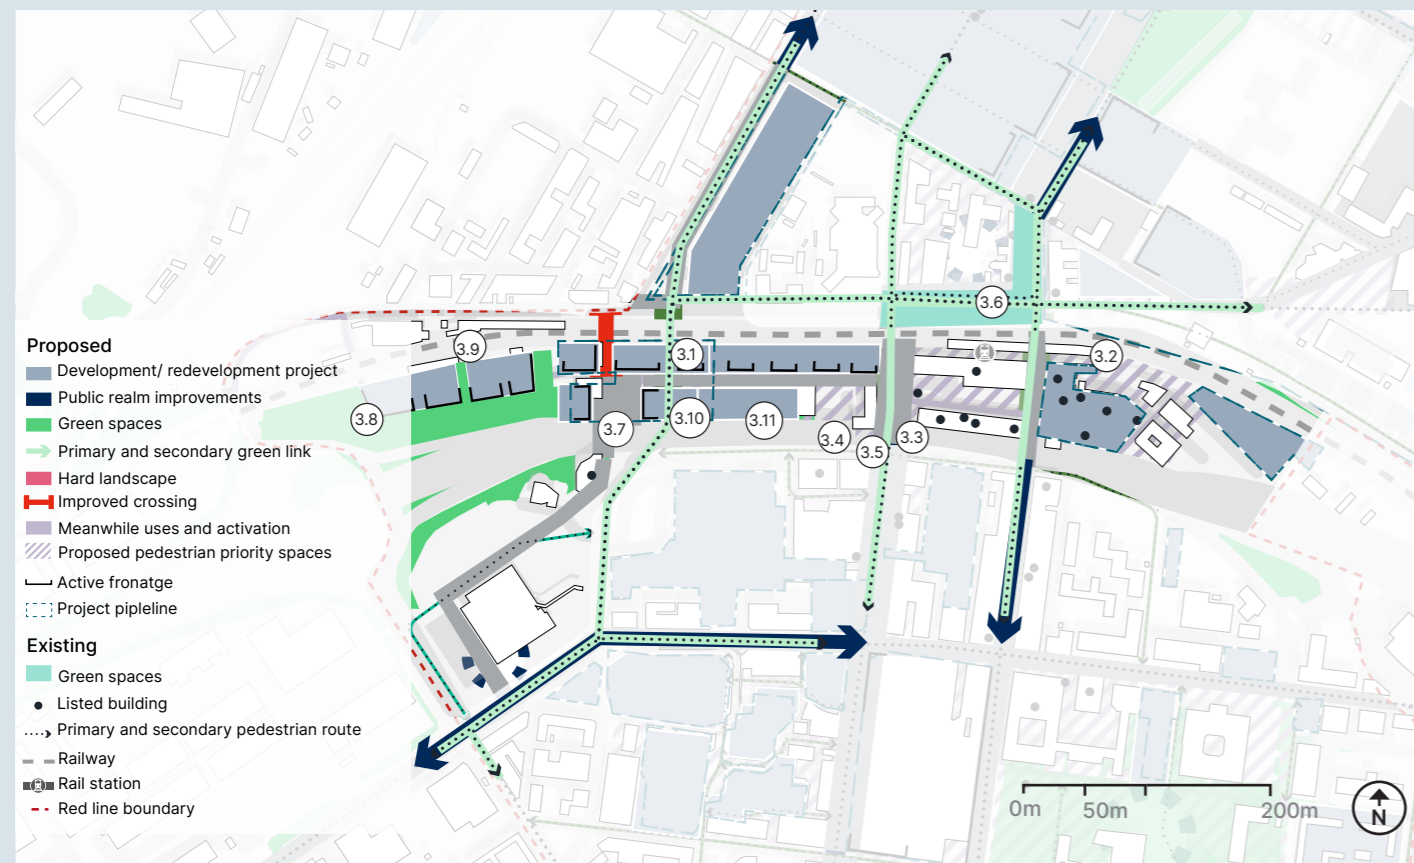 Proposed
Development/ redevelopment project
Public realm improvements
Green spaces
Primary and secondary green link
Hard landscape
Improved crossing
Meanwhile uses and activation
Proposed pedestrian priority spaces
Active fronatge
Project pipleline
Existing
Green spaces
Listed building
Primary and secondary pedestrian route
Railway
Rail station
Red line boundary
3.6
3.9
3.1
3.2
3.8
3.7
3.10
3.11
3.4
3.5
3.3
0m
50m
200m
N